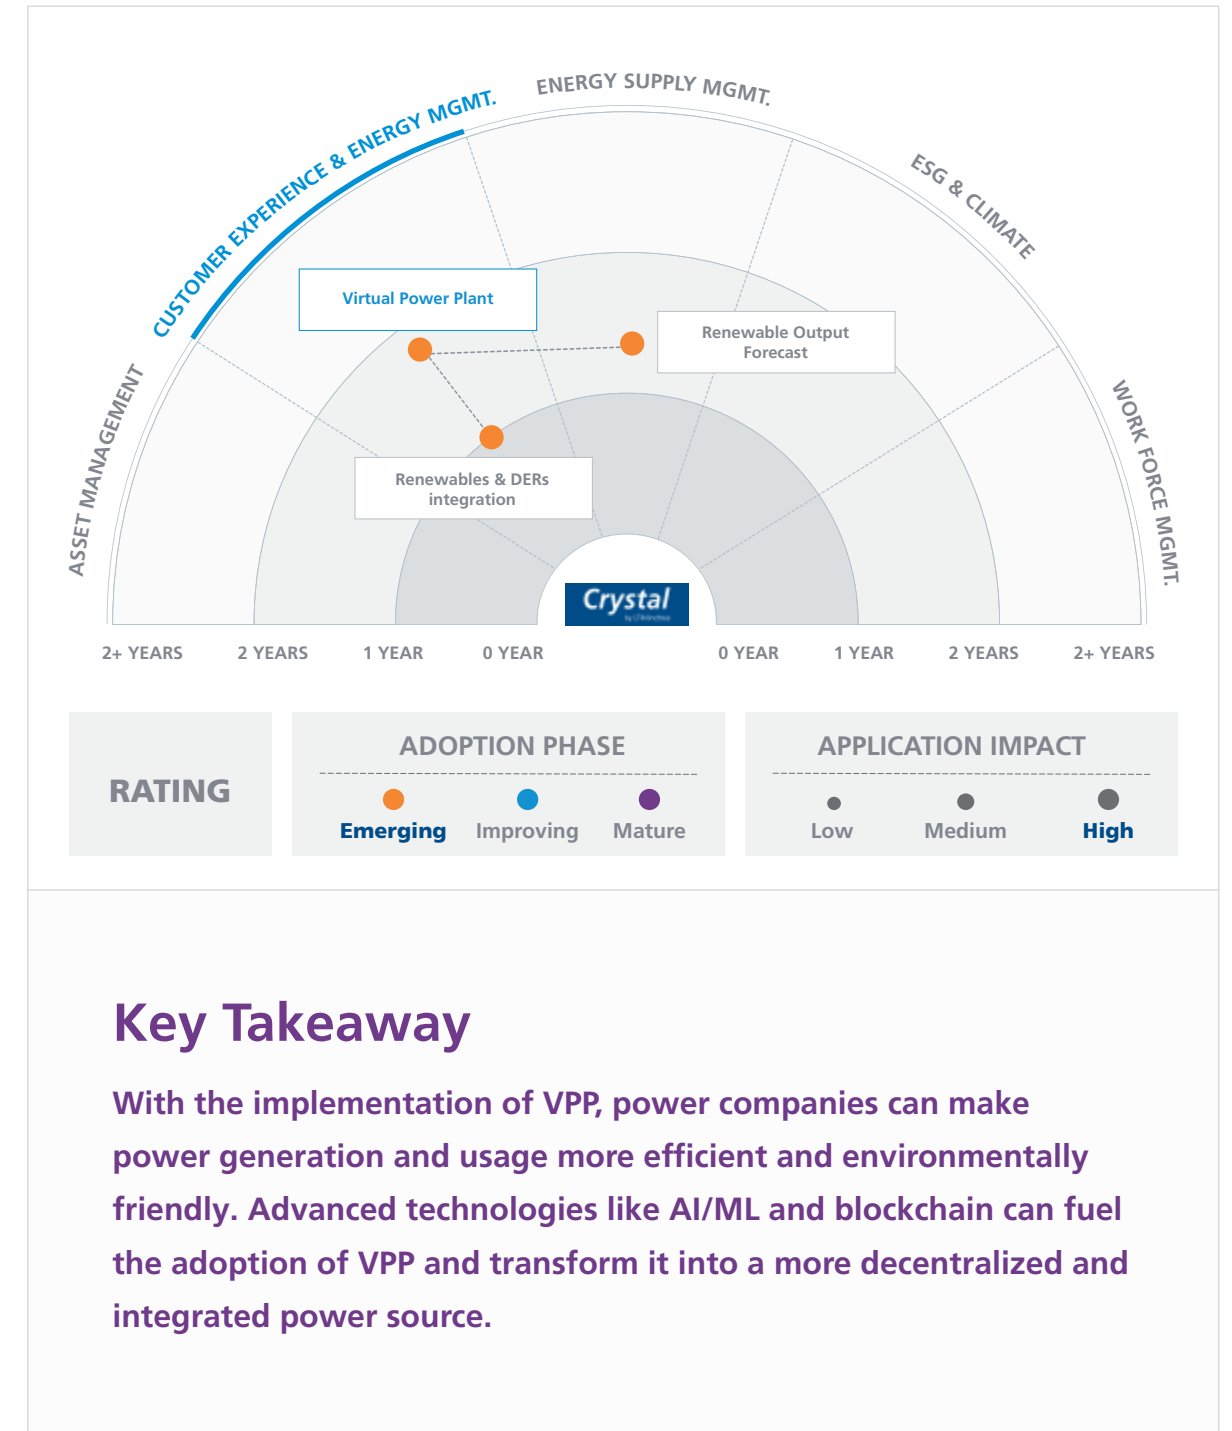 ENERGY SUPPLY MGMT.
CUSTOMER EXPERIENCE & ENERGY MGMT.
ESG & CLIMATE
ASSET MANAGEMENT
WORK FORCE MGMT.
Virtual Power Plant
Renewable Output
Forecast
Renewables & DERs
integration
Crystal
2+ YEARS 2 YEARS 1 YEAR 0 YEAR 0 YEAR 1 YEAR 2 YEARS 2+ YEARS
RATING
ADOPTION PHASE
Emerging Improving Mature
APPLICATION IMPACT
Low Medium High
Key Takeaway
With the implementation of VPP, power companies can make
power generation and usage more efficient and environmentally
friendly. Advanced technologies like AI/ML and blockchain can fuel
the adoption of VPP and transform it into a more decentralized and
integrated power source.